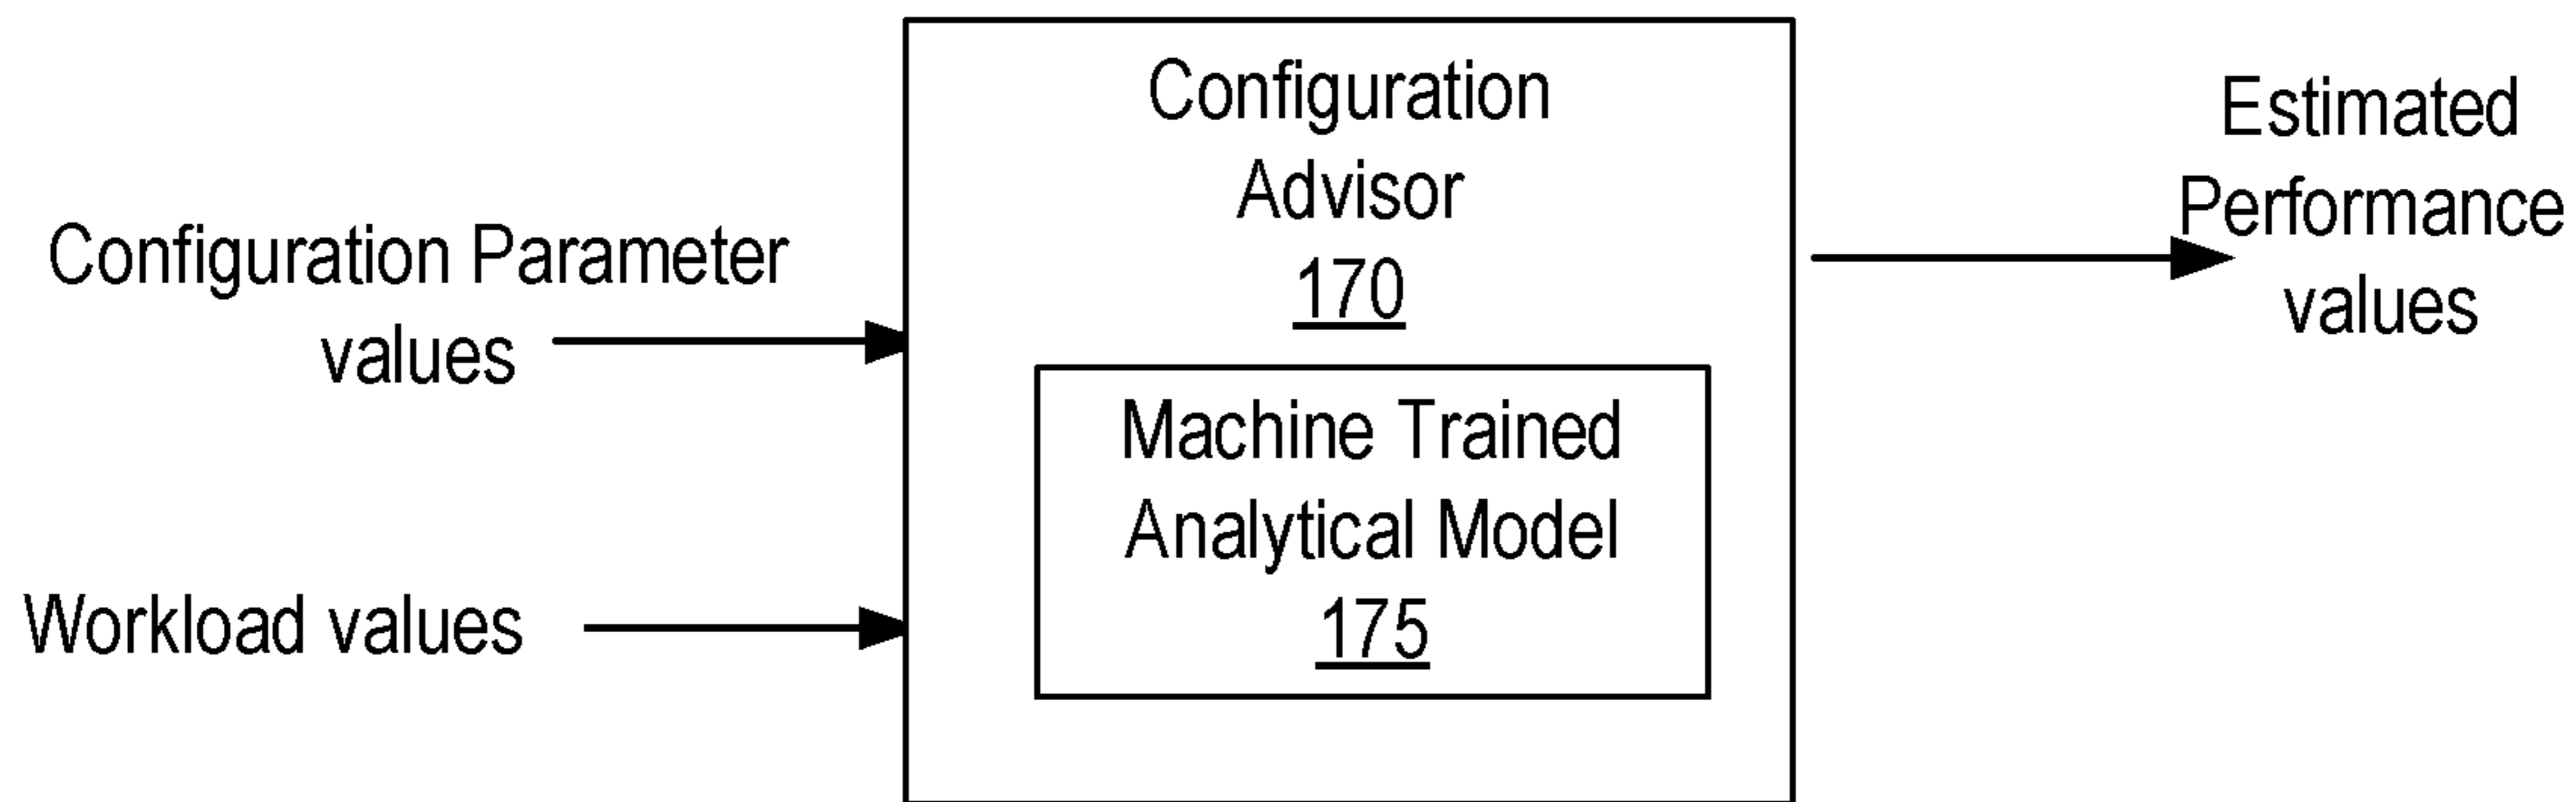 Configuration Parameter
values
Workload values
Configuration
Advisor
170
Machine Trained
Analytical Model
175
Estimated
Performance
values